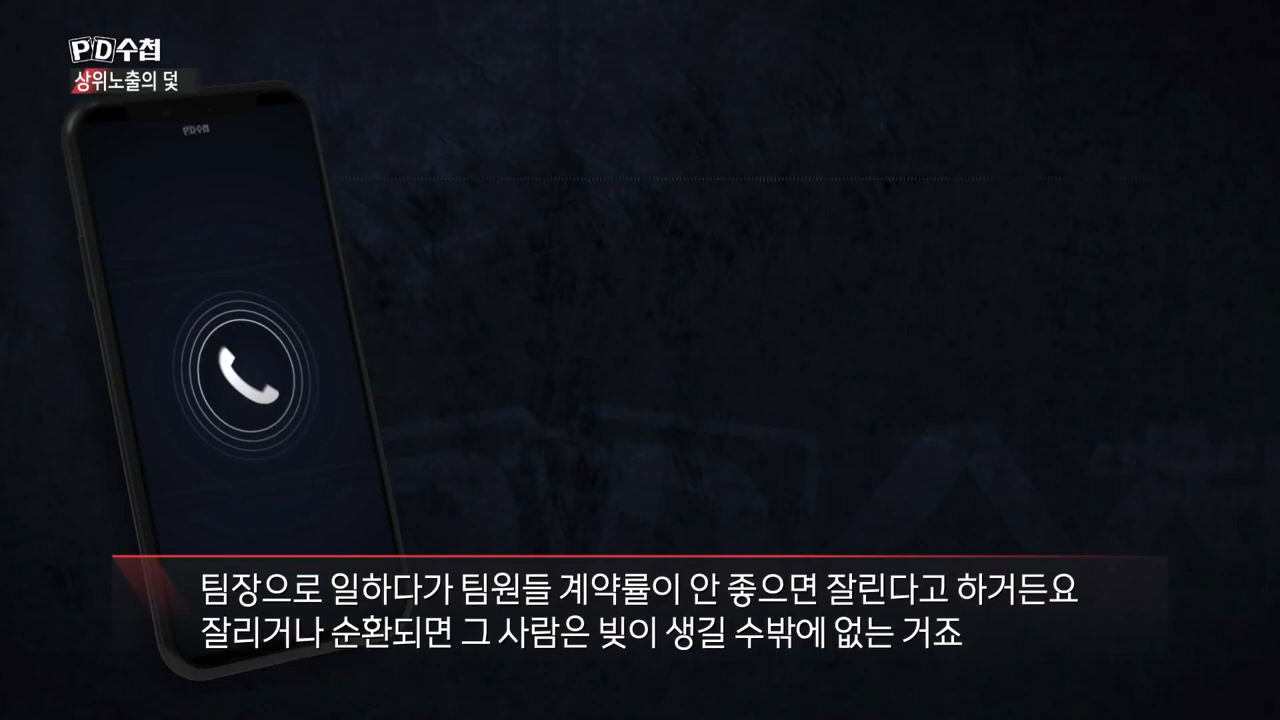 PD수첩
상위노출의 덫
PD수첩
팀장으로 일하다가 팀원들 계약률이 안 좋으면 잘린다고 하거든요
잘리거나 순환되면 그 사람은 빚이 생길 수밖에 없는 거죠